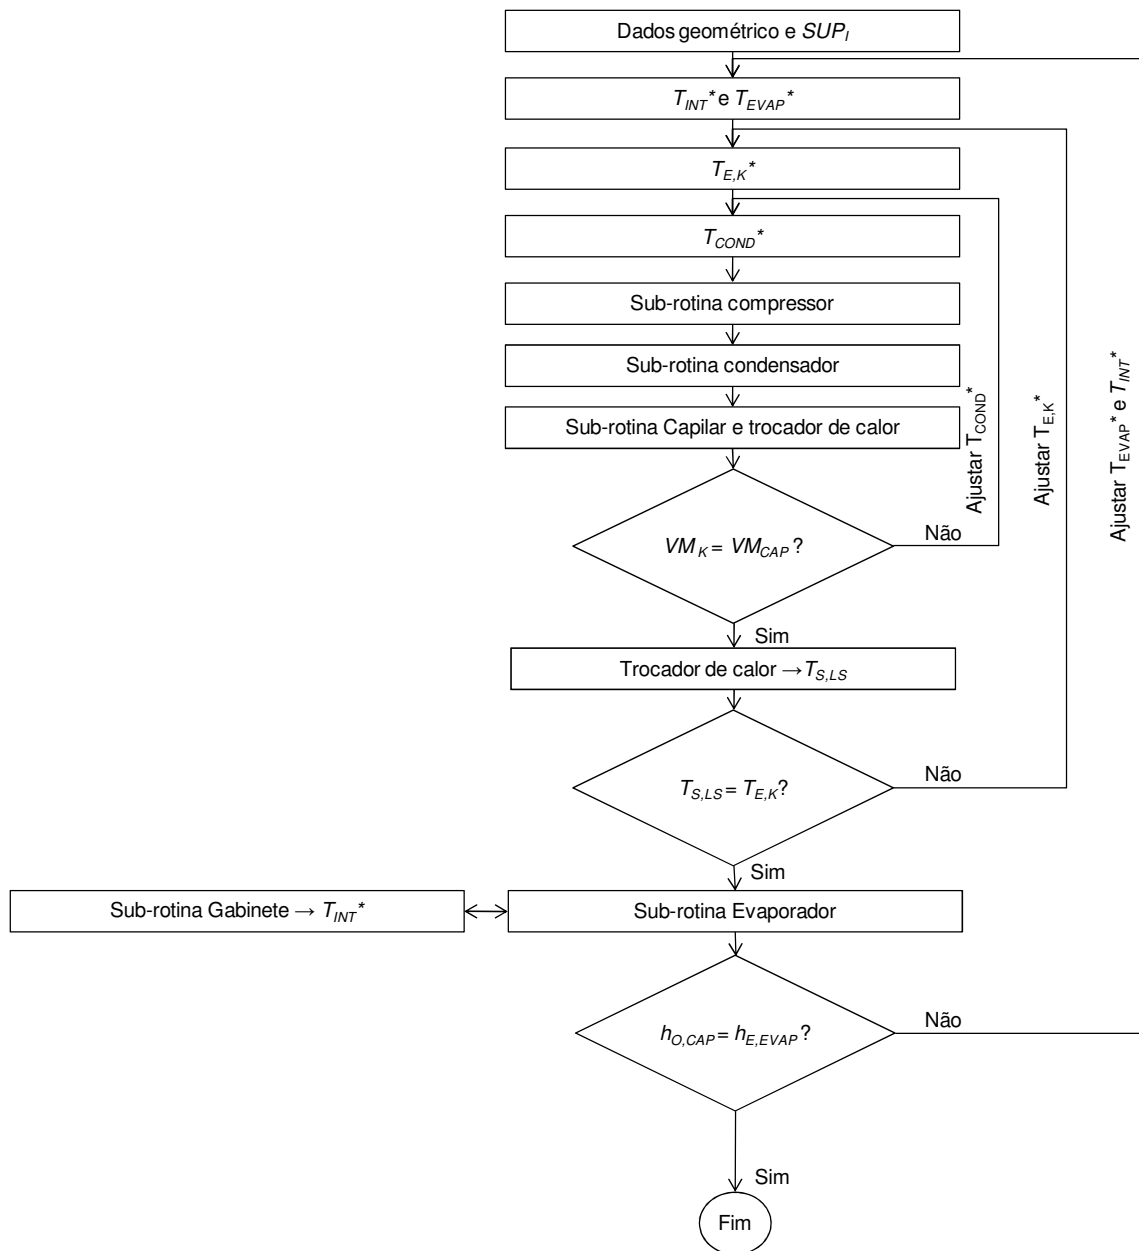 Dados geométrico e SUP_I
T_INT* e T_EVAP*
T_E,K*
T_COND*
Sub-rotina compressor
Sub-rotina condensador
Sub-rotina Capilar e trocador de calor
Ajustar T_COND*
Ajustar T_E,K*
Ajustar T_EVAP* e T_INT*
VM_K = VM_CAP ?
Não
Sim
Trocador de calor → T_S,LS
T_S,LS = T_E,K?
Não
Sim
Sub-rotina Gabinete → T_INT*
Sub-rotina Evaporador
h_O,CAP = h_E,EVAP ?
Não
Sim
Fim